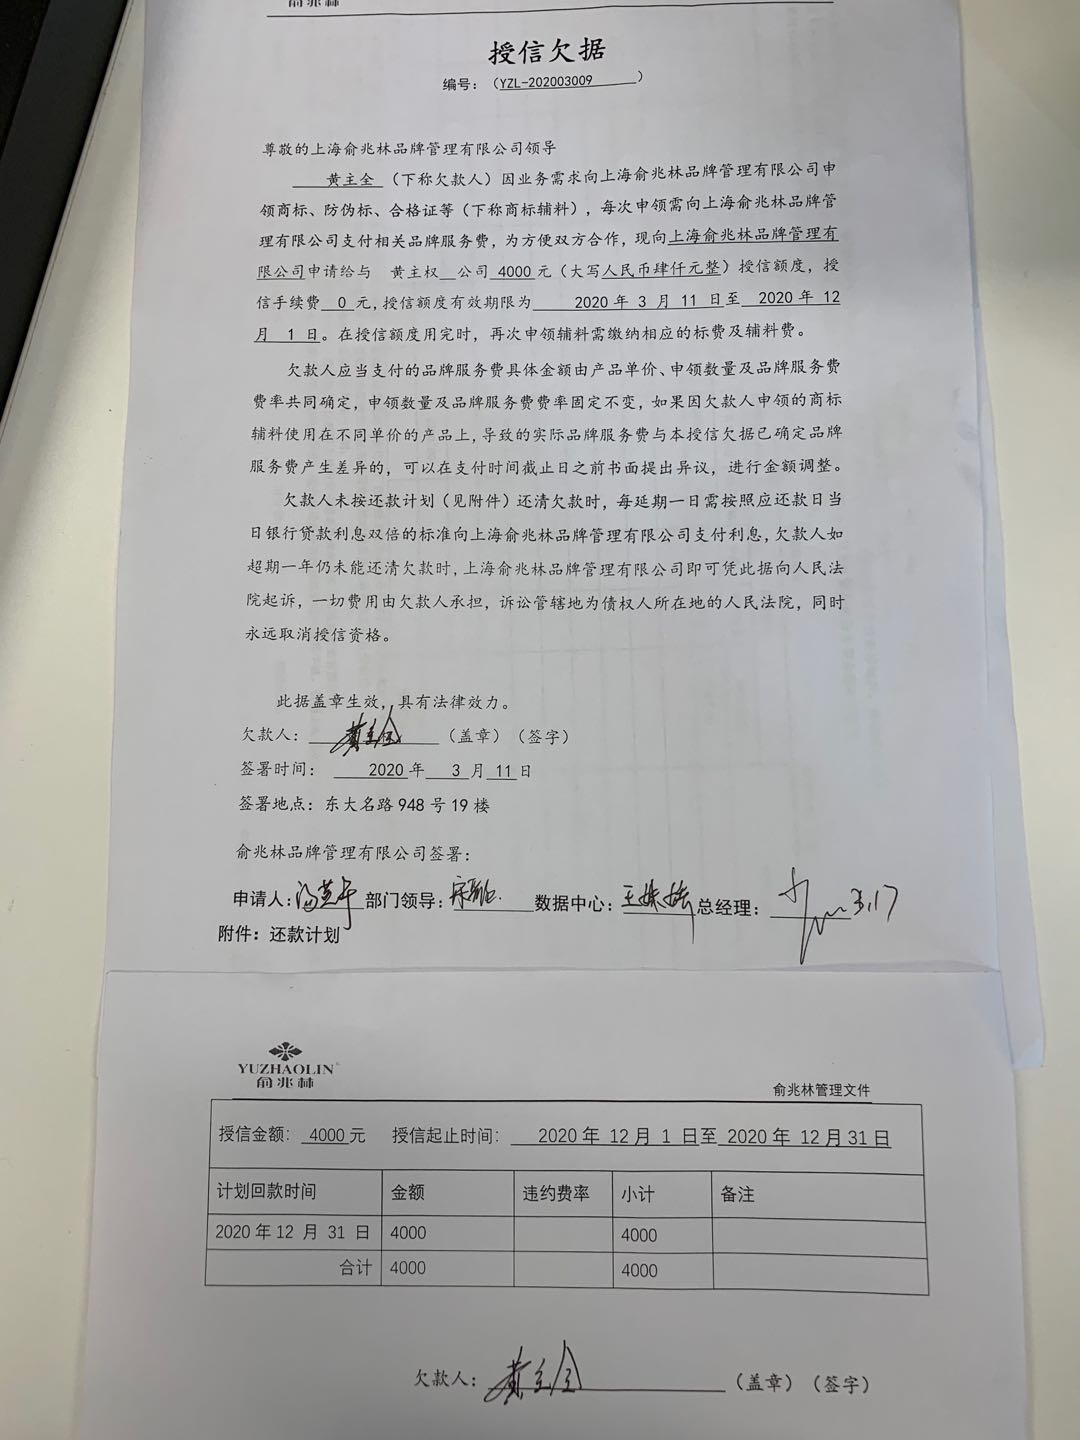 俞兆林
授信欠据
编号：（YZL-202003009）
尊敬的上海俞兆林品牌管理有限公司领导
黄主全（下称欠款人）因业务需求向上海俞兆林品牌管理有限公司申
领商标、防伪标、合格证等（下称商标辅料），每次申领需向上海俞兆林品牌管
理有限公司支付相关品牌服务费，为方便双方合作，现向上海俞兆林品牌管理有
限公司申请给与 黄主权 公司 4000 元（大写人民币肆仟元整）授信额度，授
信手续费 0 元，授信额度有效期限为 2020 年 3 月 11 日至 2020 年 12
月 1 日。在授信额度用完时，再次申领辅料需缴纳相应的标费及辅料费。
欠款人应当支付的品牌服务费具体金额由产品单价、申领数量及品牌服务费
费率共同确定，申领数量及品牌服务费费率固定不变，如果因欠款人申领的商标
辅料使用在不同单价的产品上，导致的实际品牌服务费与本授信欠据已确定品牌
服务费产生差异的，可以在支付时间截止日之前书面提出异议，进行金额调整。
欠款人未按还款计划（见附件）还清欠款时，每延期一日需按照应还款日当
日银行贷款利息双倍的标准向上海俞兆林品牌管理有限公司支付利息，欠款人如
超期一年仍未能还清欠款时，上海俞兆林品牌管理有限公司即可凭此据向人民法
院起诉，一切费用由欠款人承担，诉讼管辖地为债权人所在地的人民法院，同时
永远取消授信资格。
此据盖章生效，具有法律效力。
欠款人：黄主全（盖章）（签字）
签署时间： 2020 年 3 月 11 日
签署地点：东大名路 948 号 19 楼
俞兆林品牌管理有限公司签署：
申请人： 部门领导： 数据中心： 总经理： 3.17
附件：还款计划
YUZHAOLIN
俞兆林
俞兆林管理文件
授信金额： 4000 元 授信起止时间： 2020 年 12 月 1 日至 2020 年 12 月 31 日
计划回款时间 金额 违约费率 小计 备注
2020 年 12 月 31 日 4000 4000
合计 4000 4000
欠款人：黄主全（盖章）（签字）